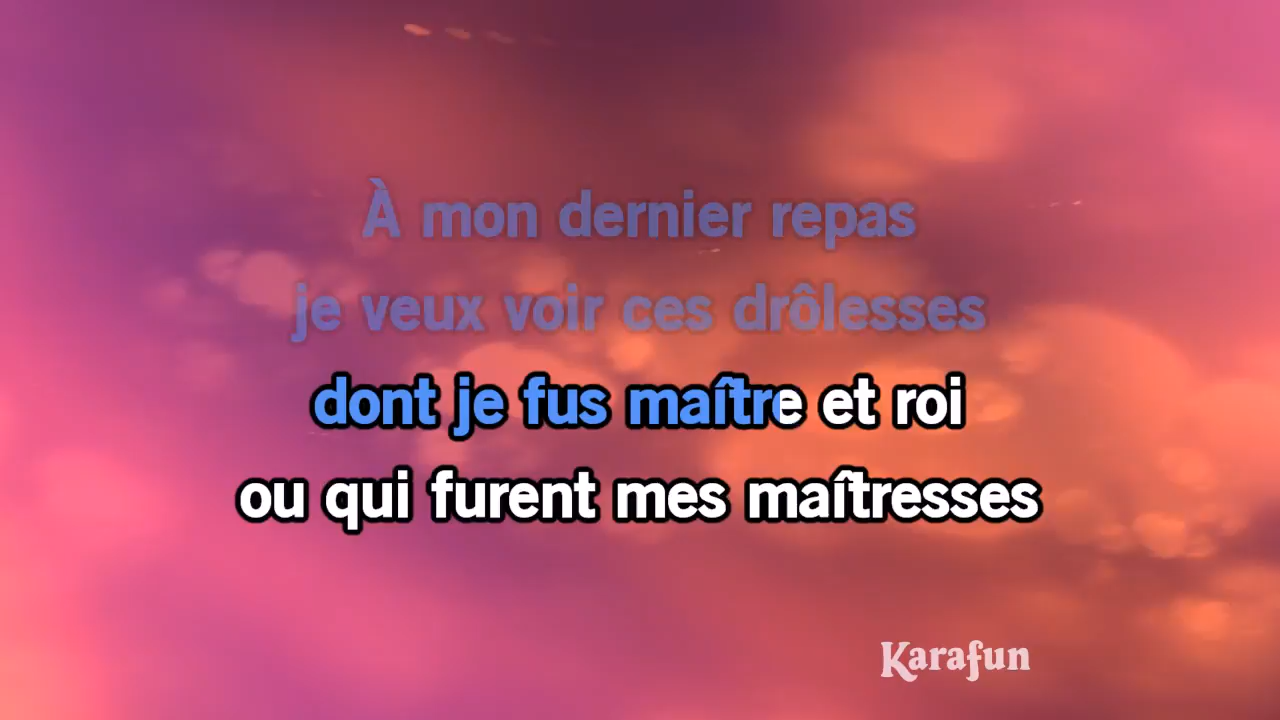 À mon dernier repas
je veux voir ces drôlesses
dont je fus maître et roi
ou qui furent mes maîtresses
Karafun